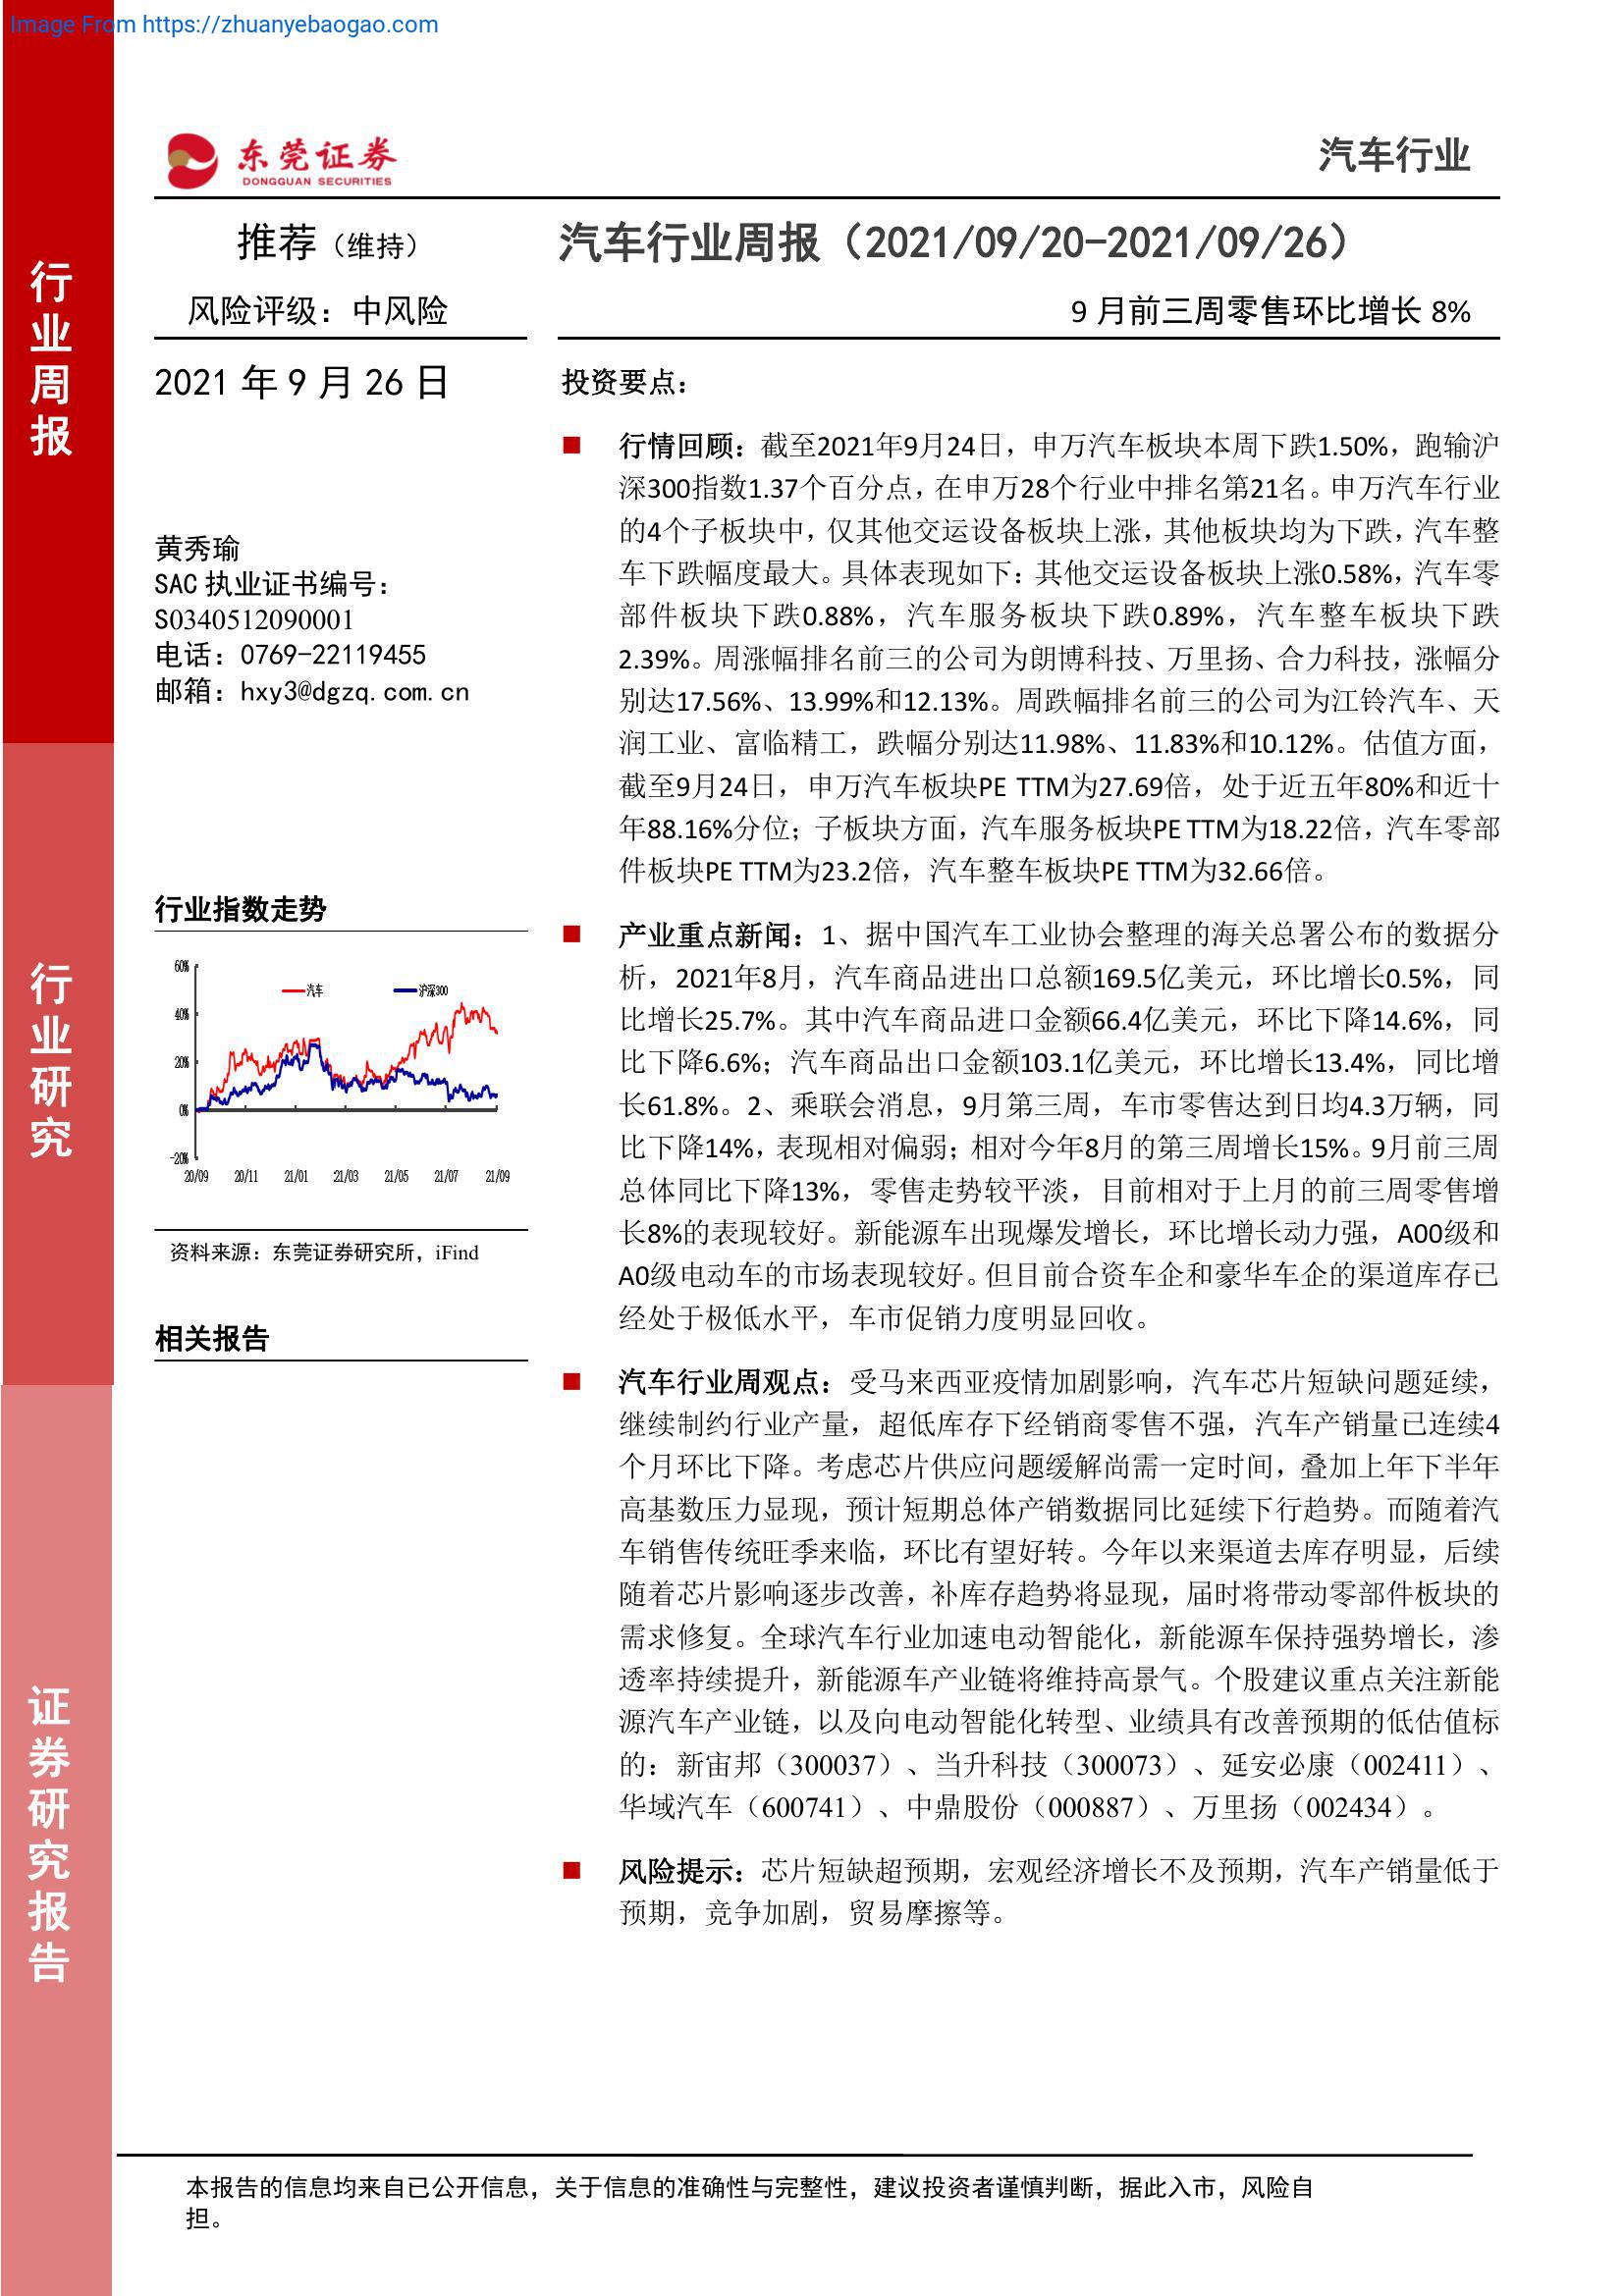 Image From https://zhuanyebaogao.com
东莞证券
DONGGUAN SECURITIES
汽车行业
行业周报
行业研究
证券研究报告
推荐（维持）
风险评级：中风险
2021 年 9 月 26 日
黄秀瑜
SAC 执业证书编号：
S0340512090001
电话：0769-22119455
邮箱：hxy3@dgzq.com.cn
行业指数走势
60%
40%
20%
0%
-20%
汽车
沪深300
20/09 20/11 21/01 21/03 21/05 21/07 21/09
资料来源：东莞证券研究所，iFind
相关报告
汽车行业周报（2021/09/20-2021/09/26）
9 月前三周零售环比增长 8%
投资要点：
行情回顾：截至2021年9月24日，申万汽车板块本周下跌1.50%，跑输沪
深300指数1.37个百分点，在申万28个行业中排名第21名。申万汽车行业
的4个子板块中，仅其他交运设备板块上涨，其他板块均为下跌，汽车整
车下跌幅度最大。具体表现如下：其他交运设备板块上涨0.58%，汽车零
部件板块下跌0.88%，汽车服务板块下跌0.89%，汽车整车板块下跌
2.39%。周涨幅排名前三的公司为朗博科技、万里扬、合力科技，涨幅分
别达17.56%、13.99%和12.13%。周跌幅排名前三的公司为江铃汽车、天
润工业、富临精工，跌幅分别达11.98%、11.83%和10.12%。估值方面，
截至9月24日，申万汽车板块PE TTM为27.69倍，处于近五年80%和近十
年88.16%分位；子板块方面，汽车服务板块PE TTM为18.22倍，汽车零部
件板块PE TTM为23.2倍，汽车整车板块PE TTM为32.66倍。
产业重点新闻：1、据中国汽车工业协会整理的海关总署公布的数据分
析，2021年8月，汽车商品进出口总额169.5亿美元，环比增长0.5%，同
比增长25.7%。其中汽车商品进口金额66.4亿美元，环比下降14.6%，同
比下降6.6%；汽车商品出口金额103.1亿美元，环比增长13.4%，同比增
长61.8%。2、乘联会消息，9月第三周，车市零售达到日均4.3万辆，同
比下降14%，表现相对偏弱；相对今年8月的第三周增长15%。9月前三周
总体同比下降13%，零售走势较平淡，目前相对于上月的前三周零售增
长8%的表现较好。新能源车出现爆发增长，环比增长动力强，A00级和
A0级电动车的市场表现较好。但目前合资车企和豪华车企的渠道库存已
经处于极低水平，车市促销力度明显回收。
汽车行业周观点：受马来西亚疫情加剧影响，汽车芯片短缺问题延续，
继续制约行业产量，超低库存下经销商零售不强，汽车产销量已连续4
个月环比下降。考虑芯片供应问题缓解尚需一定时间，叠加上年下半年
高基数压力显现，预计短期总体产销数据同比延续下行趋势。而随着汽
车销售传统旺季来临，环比有望好转。今年以来渠道去库存明显，后续
随着芯片影响逐步改善，补库存趋势将显现，届时将带动零部件板块的
需求修复。全球汽车行业加速电动智能化，新能源车保持强势增长，渗
透率持续提升，新能源车产业链将维持高景气。个股建议重点关注新能
源汽车产业链，以及向电动智能化转型、业绩具有改善预期的低估值标
的：新宙邦（300037）、当升科技（300073）、延安必康（002411）、
华域汽车（600741）、中鼎股份（000887）、万里扬（002434）。
风险提示：芯片短缺超预期，宏观经济增长不及预期，汽车产销量低于
预期，竞争加剧，贸易摩擦等。
本报告的信息均来自已公开信息，关于信息的准确性与完整性，建议投资者谨慎判断，据此入市，风险自
担。